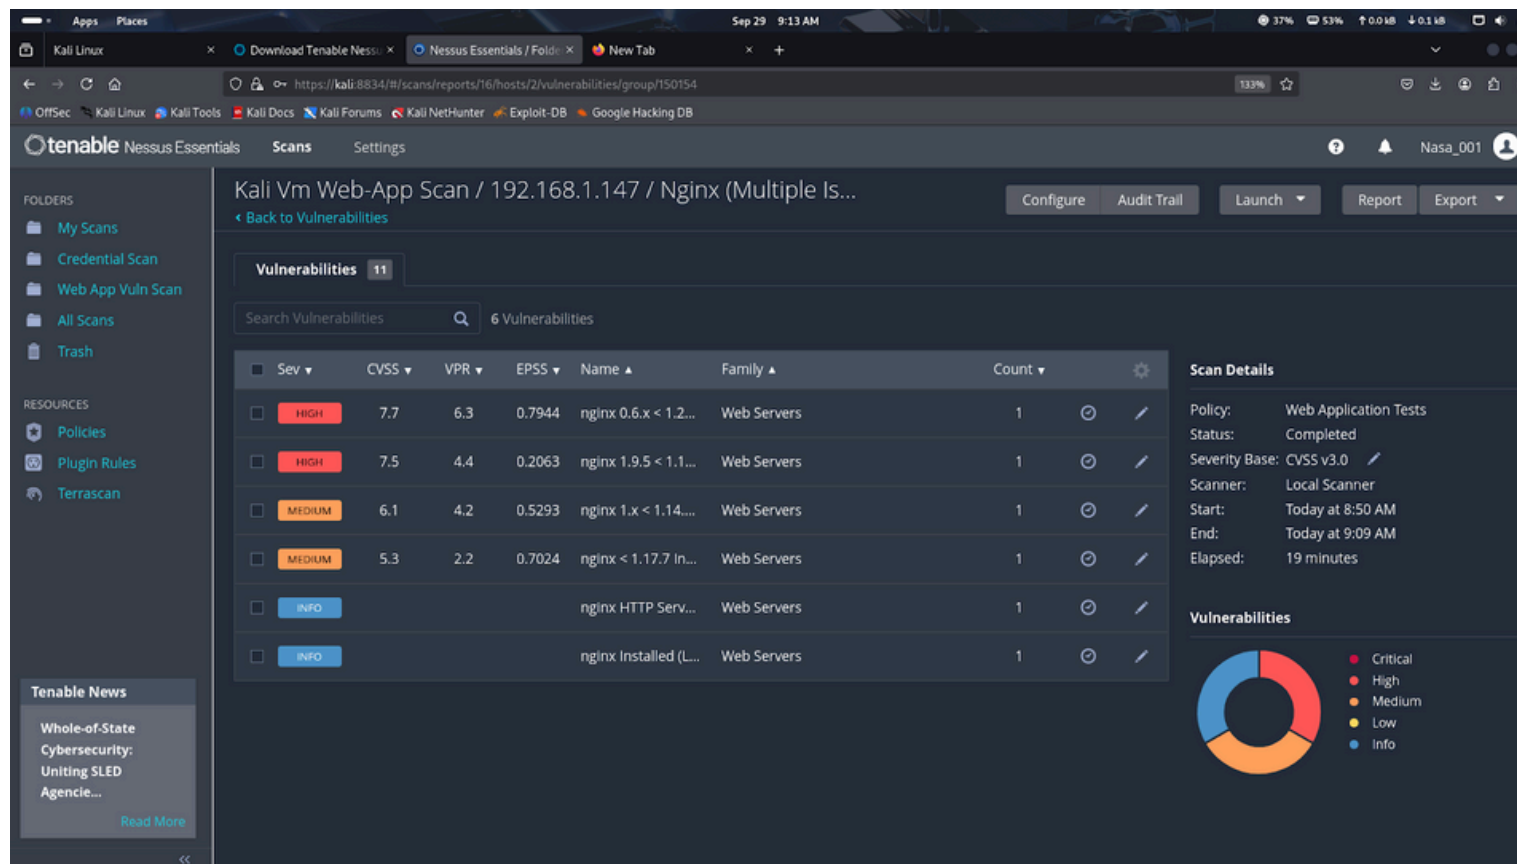 Apps Places Sep 29 9:13 AM 37% 53% 0.0 kB 0.1 kB
Kali Linux Download Tenable Nessu Nessus Essentials / Folde New Tab
https://kali:8834/#/scans/reports/16/hosts/2/vulnerabilities/group/150154 133%
OffSec Kali Linux Kali Tools Kali Docs Kali Forums Kali NetHunter Exploit-DB Google Hacking DB
tenable Nessus Essentials Scans Settings Nasa_001
FOLDERS
My Scans
Credential Scan
Web App Vuln Scan
All Scans
Trash
RESOURCES
Policies
Plugin Rules
Terrascan
Tenable News
Whole-of-State
Cybersecurity:
Uniting SLED
Agencie...
Read More
Kali Vm Web-App Scan / 192.168.1.147 / Nginx (Multiple Is...
Back to Vulnerabilities
Configure Audit Trail Launch Report Export
Vulnerabilities 11
Search Vulnerabilities 6 Vulnerabilities
Sev CVSS VPR EPSS Name Family Count
HIGH 7.7 6.3 0.7944 nginx 0.6.x < 1.2... Web Servers 1
HIGH 7.5 4.4 0.2063 nginx 1.9.5 < 1.1... Web Servers 1
MEDIUM 6.1 4.2 0.5293 nginx 1.x < 1.14.... Web Servers 1
MEDIUM 5.3 2.2 0.7024 nginx < 1.17.7 In... Web Servers 1
INFO nginx HTTP Serv... Web Servers 1
INFO nginx Installed (L... Web Servers 1
Scan Details
Policy: Web Application Tests
Status: Completed
Severity Base: CVSS v3.0
Scanner: Local Scanner
Start: Today at 8:50 AM
End: Today at 9:09 AM
Elapsed: 19 minutes
Vulnerabilities
Critical
High
Medium
Low
Info